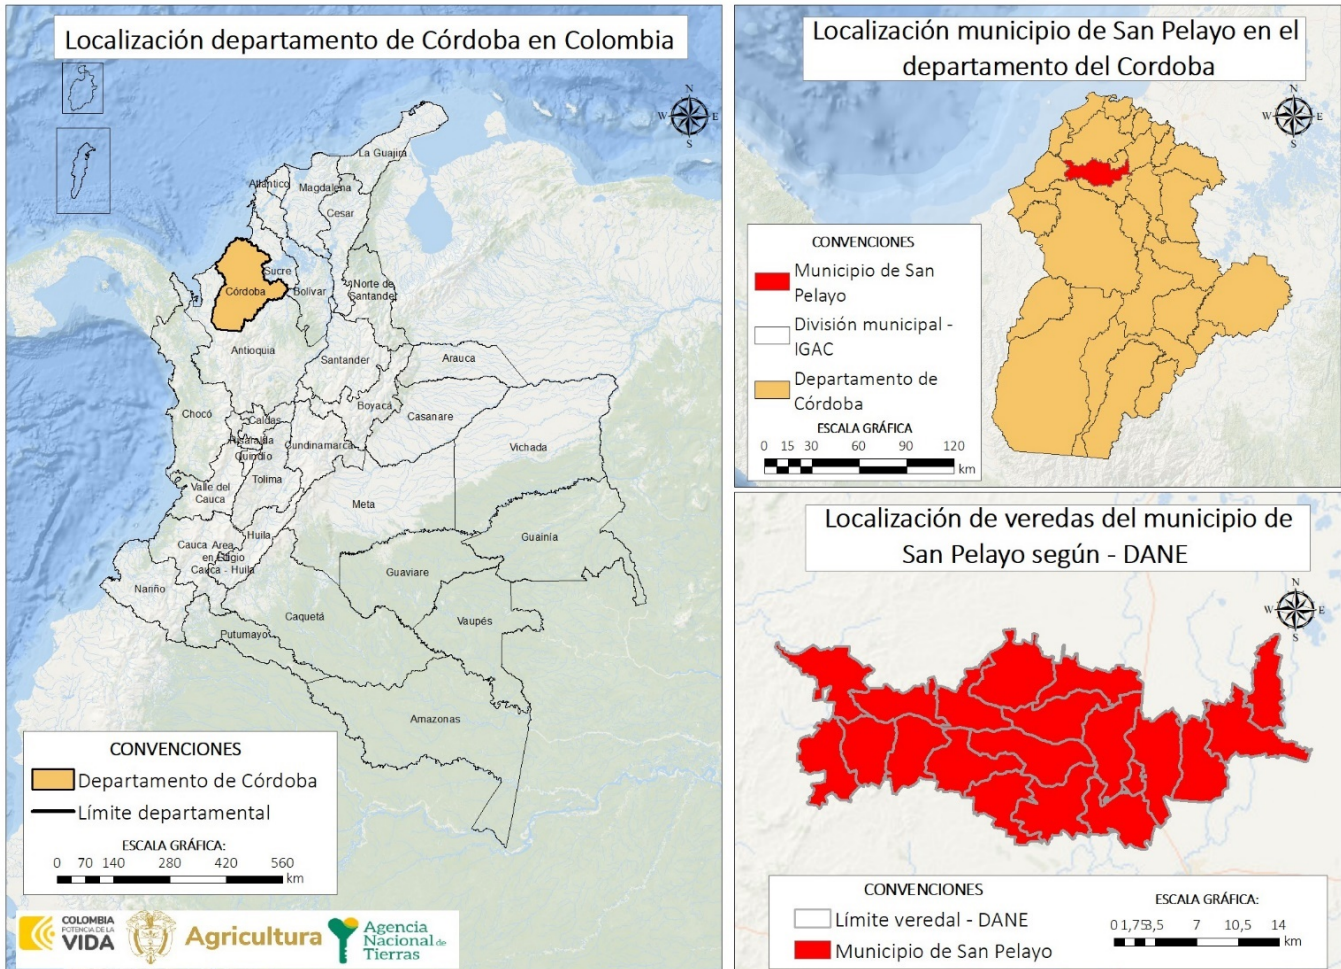 Localización departamento de Córdoba en Colombia
N
W
E
S
La Guajira
Atlántico
Magdalena
Cesar
Sucre
Córdoba
Bolívar
Norte de
Santander
Antioquia
Santander
Arauca
Chocó
Boyacá
Casanare
Caldas
Risaralda
Cundinamarca
Vichada
Quindío
Tolima
Valle del
Cauca
Meta
Huila
Guainía
Cauca Area
en Litigio
Cauca - Huila
Guaviare
Nariño
Caquetá
Vaupés
Putumayo
Amazonas
CONVENCIONES
Departamento de Córdoba
Límite departamental
ESCALA GRÁFICA:
0 70 140 280 420 560
km
COLOMBIA
POTENCIA DE LA
VIDA
Agricultura
Agencia
Nacional de
Tierras
Localización municipio de San Pelayo en el
departamento del Cordoba
N
W
E
S
CONVENCIONES
Municipio de San
Pelayo
División municipal -
IGAC
Departamento de
Córdoba
ESCALA GRÁFICA
0 15 30 60 90 120
km
Localización de veredas del municipio de
San Pelayo según - DANE
N
W
E
S
CONVENCIONES
Límite veredal - DANE
Municipio de San Pelayo
ESCALA GRÁFICA:
0 1,75 3,5 7 10,5 14
km